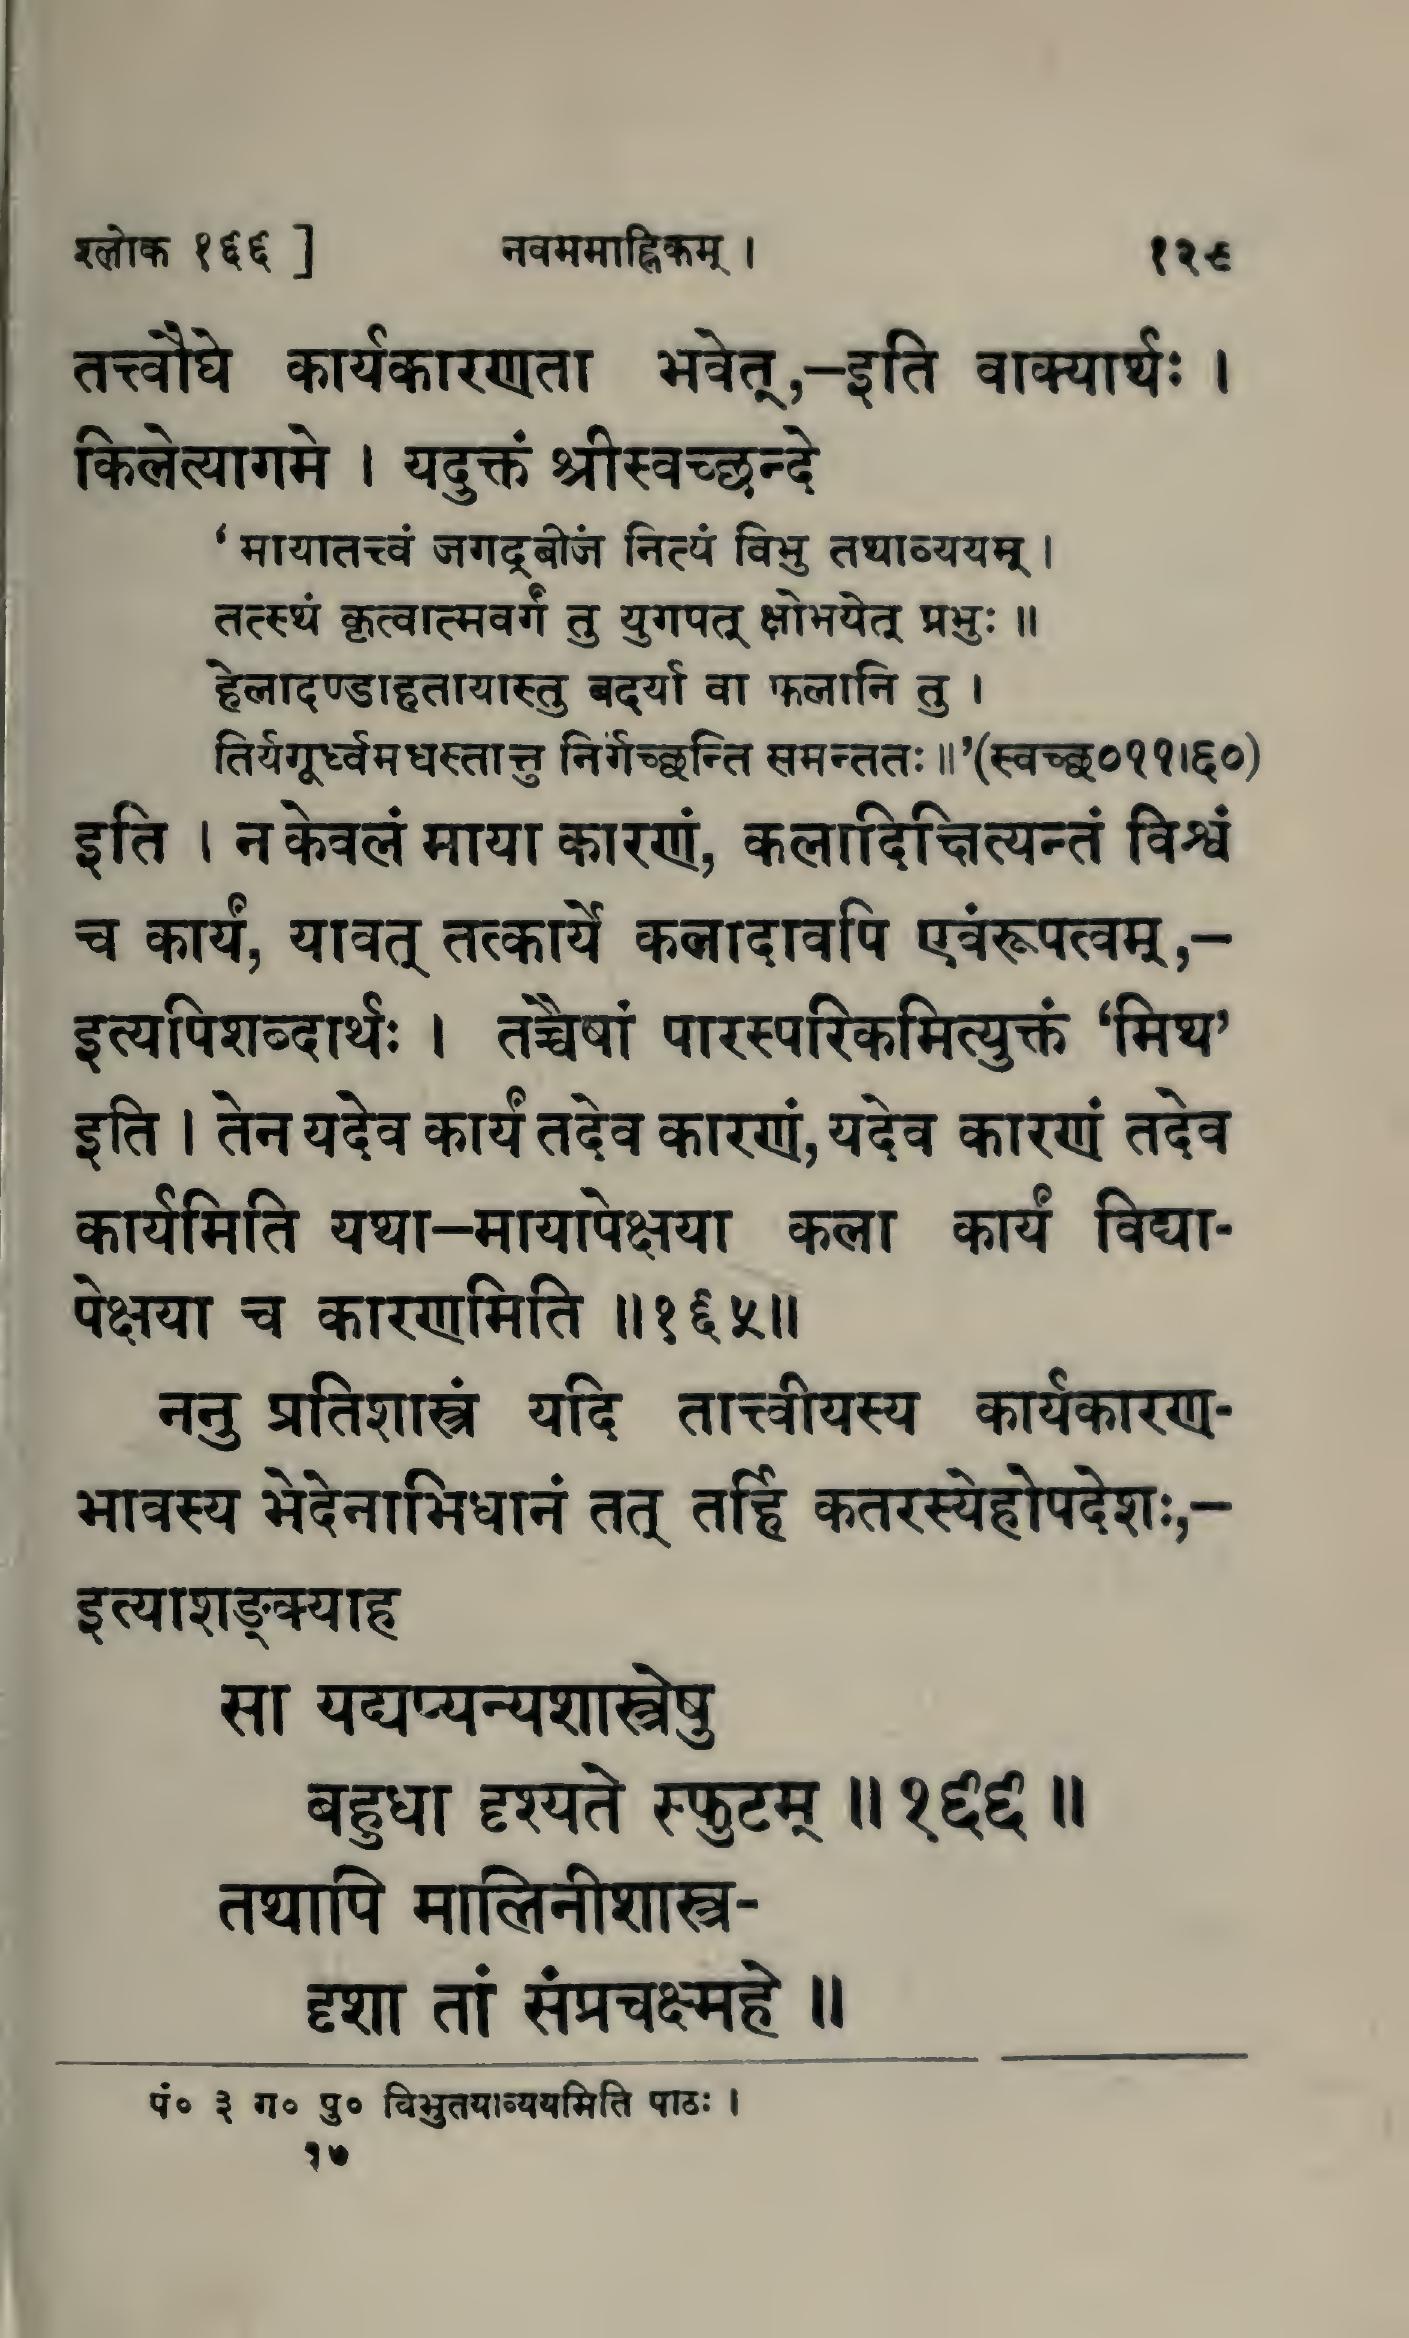 श्लोक १६६ ] नवममाह्निकम् । १२९
तत्त्वौघे कार्यकारणता भवेत्,—इति वाक्यार्थः ।
किलेत्यागमे । यदुक्तं श्रीस्वच्छन्दे
‘ मायातत्त्वं जगद्बीजं नित्यं विभु तथाव्ययम् ।
तत्स्थं कृत्वात्मवर्गं तु युगपत् क्षोभयेत् प्रभुः ॥
हेलादण्डाहतायास्तु बदर्या वा फलानि तु ।
तिर्यगूर्ध्वमधस्तात्तु निर्गच्छन्ति समन्ततः ॥’(स्वच्छ०११।६०)
इति । न केवलं माया कारणं, कलादिक्षित्यन्तं विश्वं
च कार्यं, यावत् तत्कार्ये कलादावपि एवंरूपत्वम्,—
इत्यपिशब्दार्थः । तच्चैषां पारस्परिकमित्युक्तं ‘मिथ’
इति । तेन यदेव कार्यं तदेव कारणं, यदेव कारणं तदेव
कार्यमिति यथा—मायापेक्षया कला कार्यं विद्या-
पेक्षया च कारणमिति ॥१६५॥
ननु प्रतिशास्त्रं यदि तात्त्वीयस्य कार्यकारण-
भावस्य भेदेनाभिधानं तत् तर्हि कतरस्येहोपदेशः,—
इत्याशङ्क्याह
सा यद्यप्यन्यशास्त्रेषु
बहुधा दृश्यते स्फुटम् ॥ १६६ ॥
तथापि मालिनीशास्त्र-
दृशा तां संप्रचक्ष्महे ॥
पं० ३ ग० पु० विभुतयाव्ययमिति पाठः ।
१७